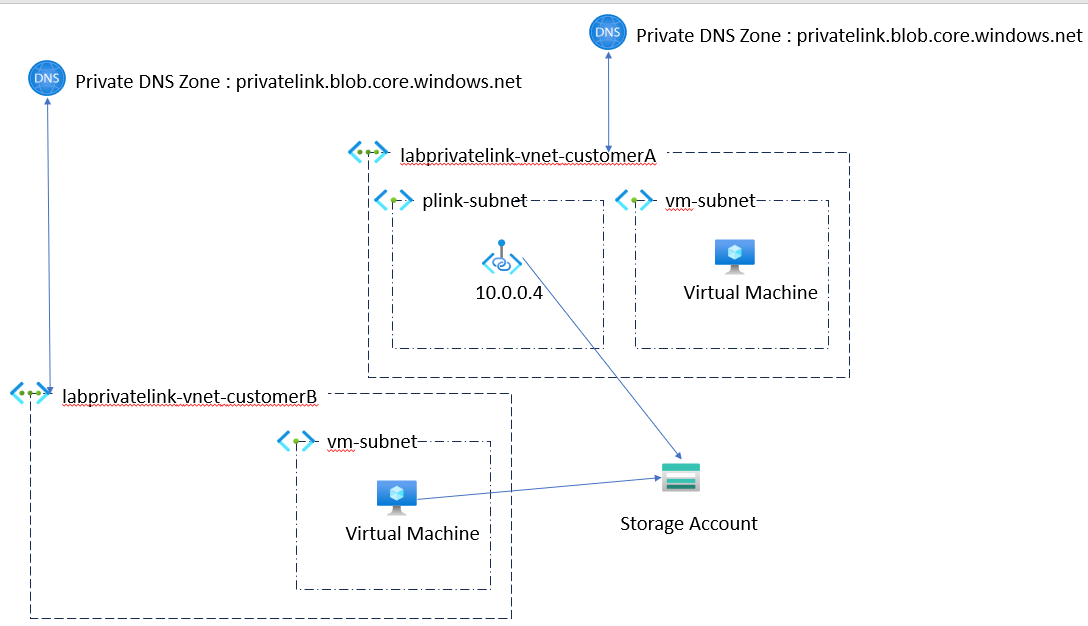 DNS
Private DNS Zone : privatelink.blob.core.windows.net
DNS
Private DNS Zone : privatelink.blob.core.windows.net
labprivatelink-vnet-customerA
plink-subnet
vm-subnet
10.0.0.4
Virtual Machine
labprivatelink-vnet-customerB
vm-subnet
Virtual Machine
Storage Account